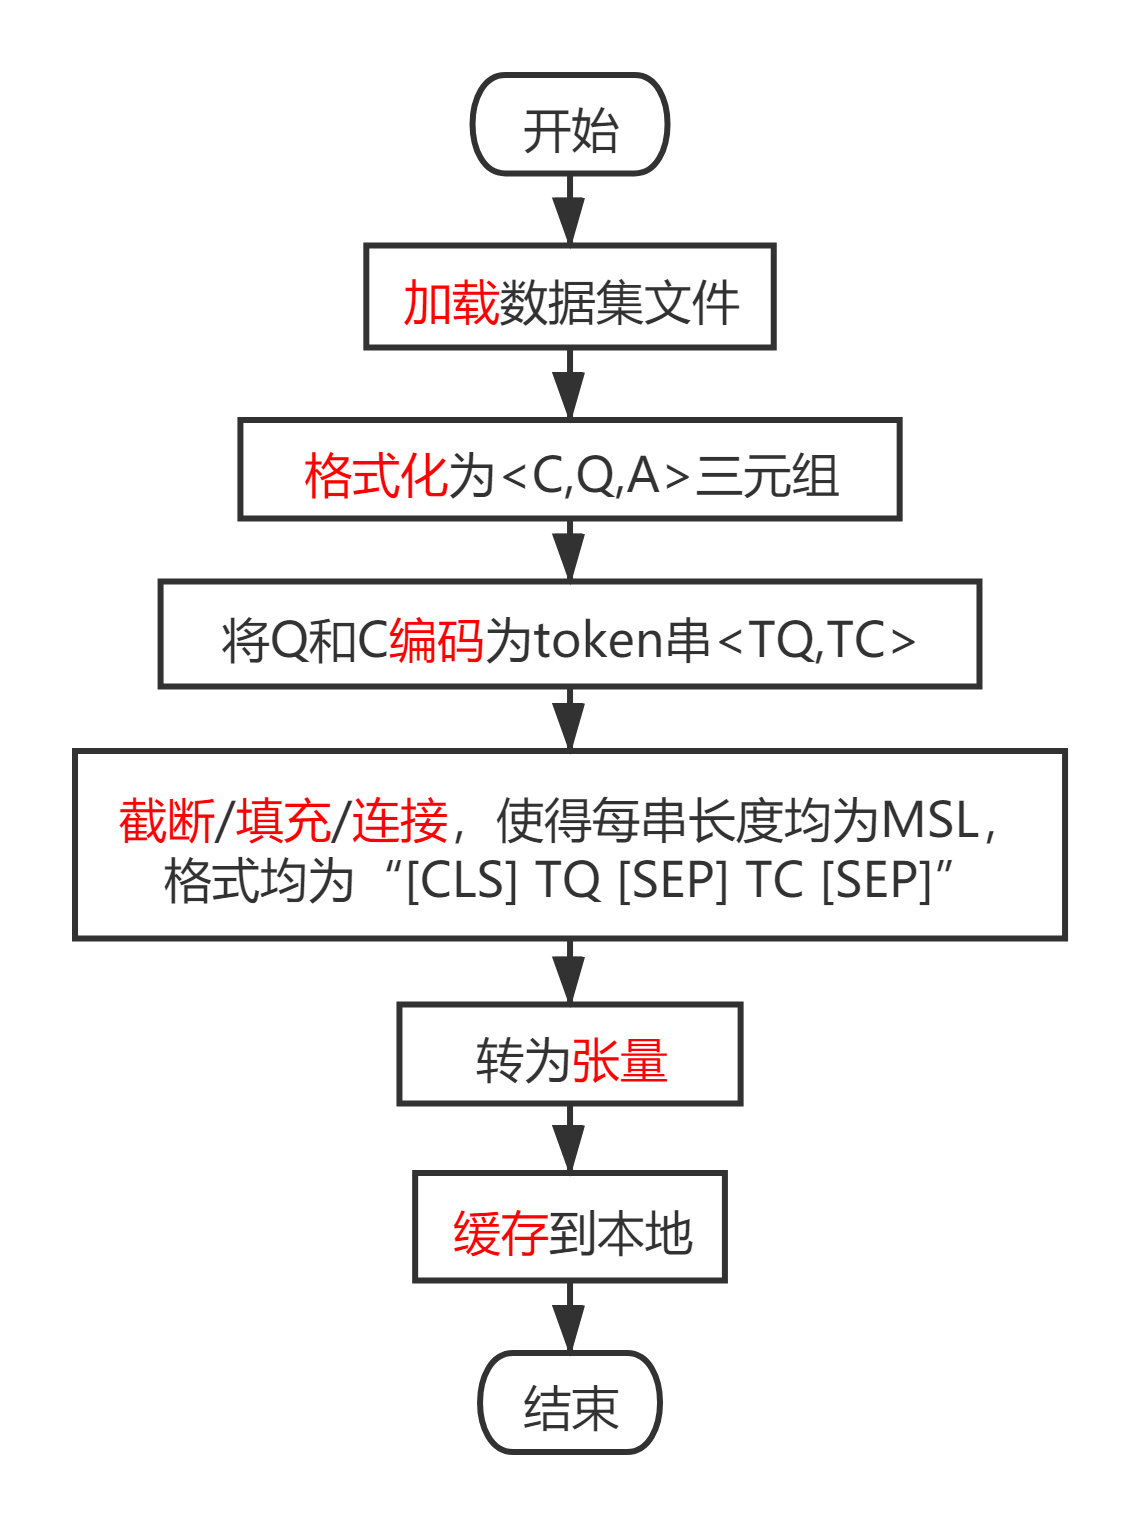 开始
加载数据集文件
格式化为<C,Q,A>三元组
将Q和C编码为token串<TQ,TC>
截断/填充/连接，使得每串长度均为MSL，
格式均为“[CLS] TQ [SEP] TC [SEP]”
转为张量
缓存到本地
结束